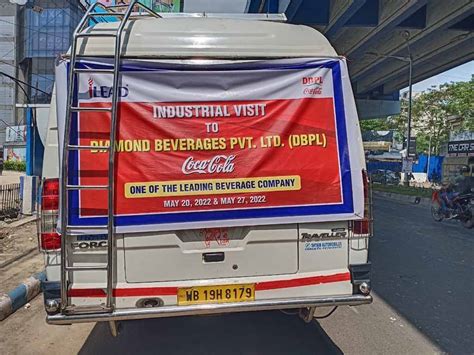 iLEAD
DBPL
Coca-Cola
INDUSTRIAL VISIT
TO
DIAMOND BEVERAGES PVT. LTD. (DBPL)
Coca-Cola
ONE OF THE LEADING BEVERAGE COMPANY
MAY 20, 2022 & MAY 27, 2022
FORCE
TRAVELLER
WB 19H 8179